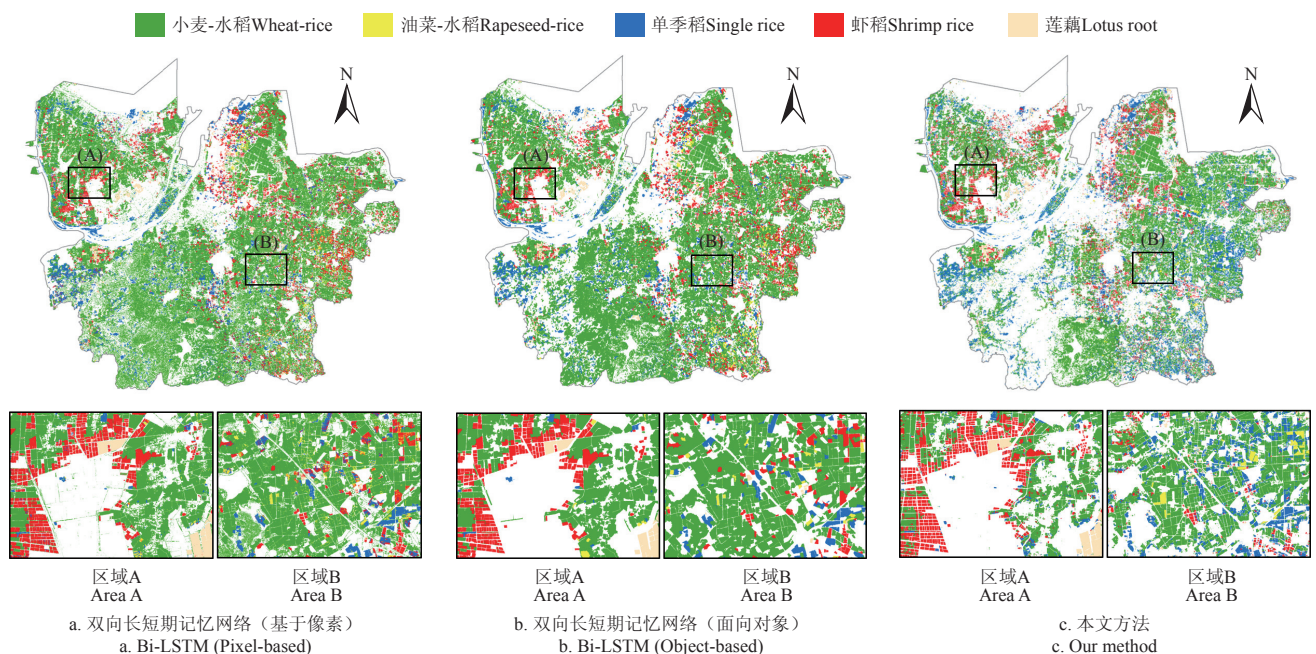 小麦-水稻Wheat-rice 油菜-水稻Rapeseed-rice 单季稻Single rice 虾稻Shrimp rice 莲藕Lotus root
N
(A)
(B)
N
(A)
(B)
N
(A)
(B)
区域A
Area A
区域B
Area B
区域A
Area A
区域B
Area B
区域A
Area A
区域B
Area B
a. 双向长短期记忆网络（基于像素）
a. Bi-LSTM (Pixel-based)
b. 双向长短期记忆网络（面向对象）
b. Bi-LSTM (Object-based)
c. 本文方法
c. Our method